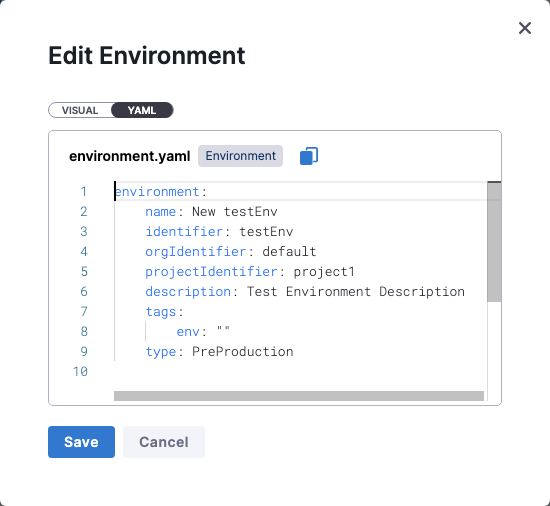 Edit Environment
VISUAL YAML
environment.yaml Environment
1 environment:
2 name: New testEnv
3 identifier: testEnv
4 orgIdentifier: default
5 projectIdentifier: project1
6 description: Test Environment Description
7 tags:
8 env: ""
9 type: PreProduction
10
Save Cancel